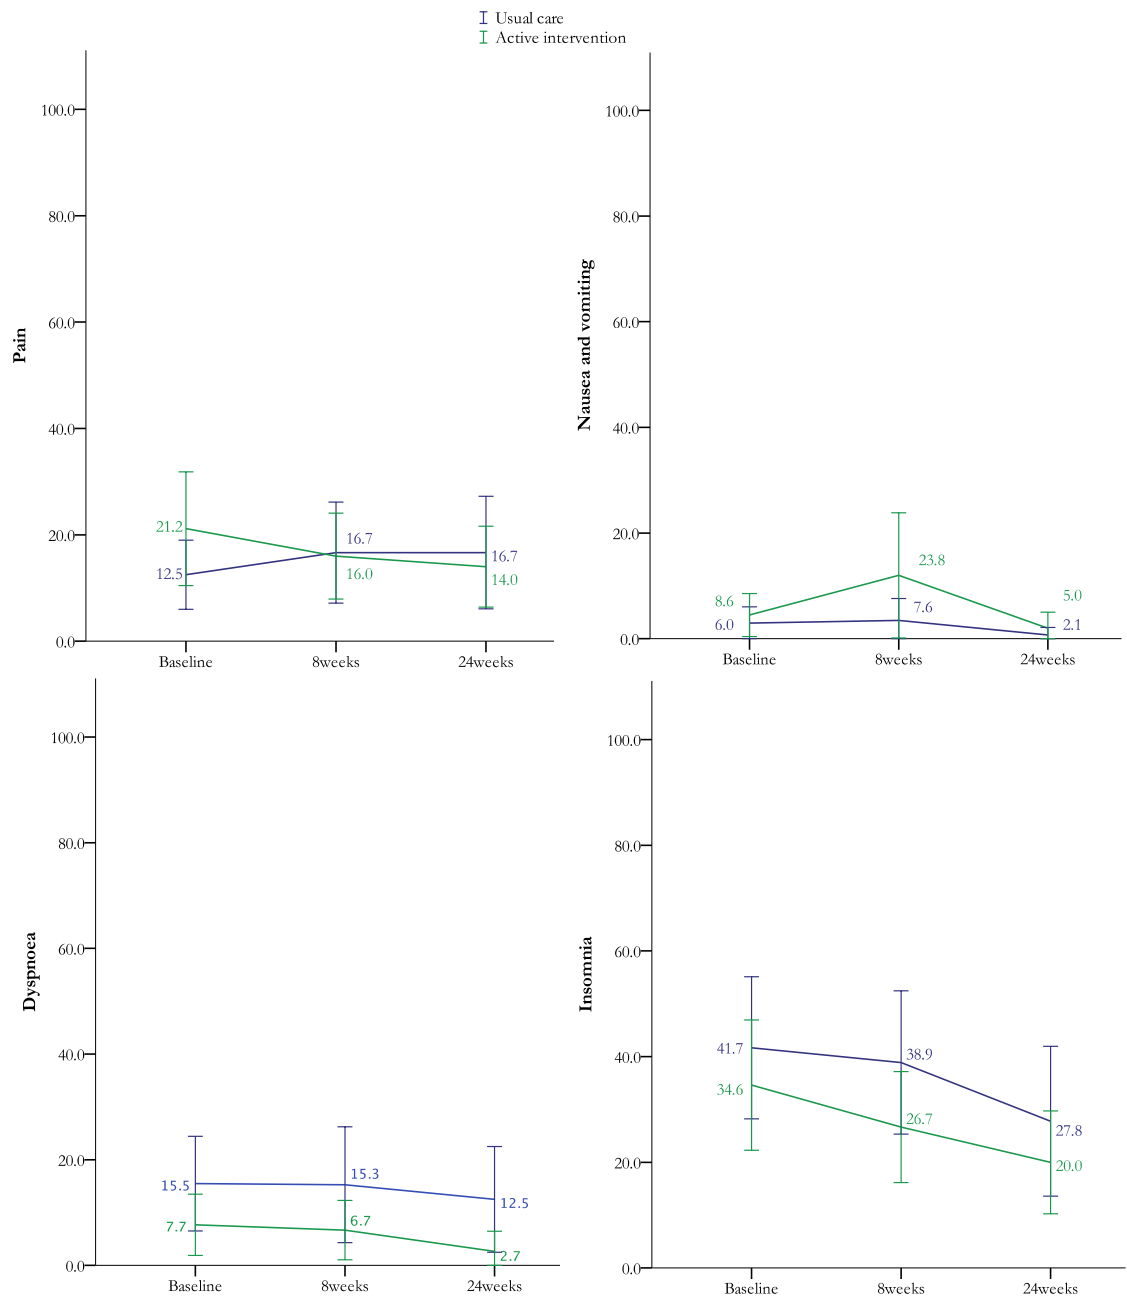 Usual care
Active intervention
Pain
100.0
80.0
60.0
40.0
20.0
0.0
21.2
12.5
16.7
16.0
16.7
14.0
Baseline
8weeks
24weeks
Nausea and vomiting
100.0
80.0
60.0
40.0
20.0
0.0
8.6
6.0
23.8
7.6
5.0
2.1
Baseline
8weeks
24weeks
Dyspnoea
100.0
80.0
60.0
40.0
20.0
0.0
15.5
7.7
15.3
6.7
12.5
2.7
Baseline
8weeks
24weeks
Insomnia
100.0
80.0
60.0
40.0
20.0
0.0
41.7
34.6
38.9
26.7
27.8
20.0
Baseline
8weeks
24weeks